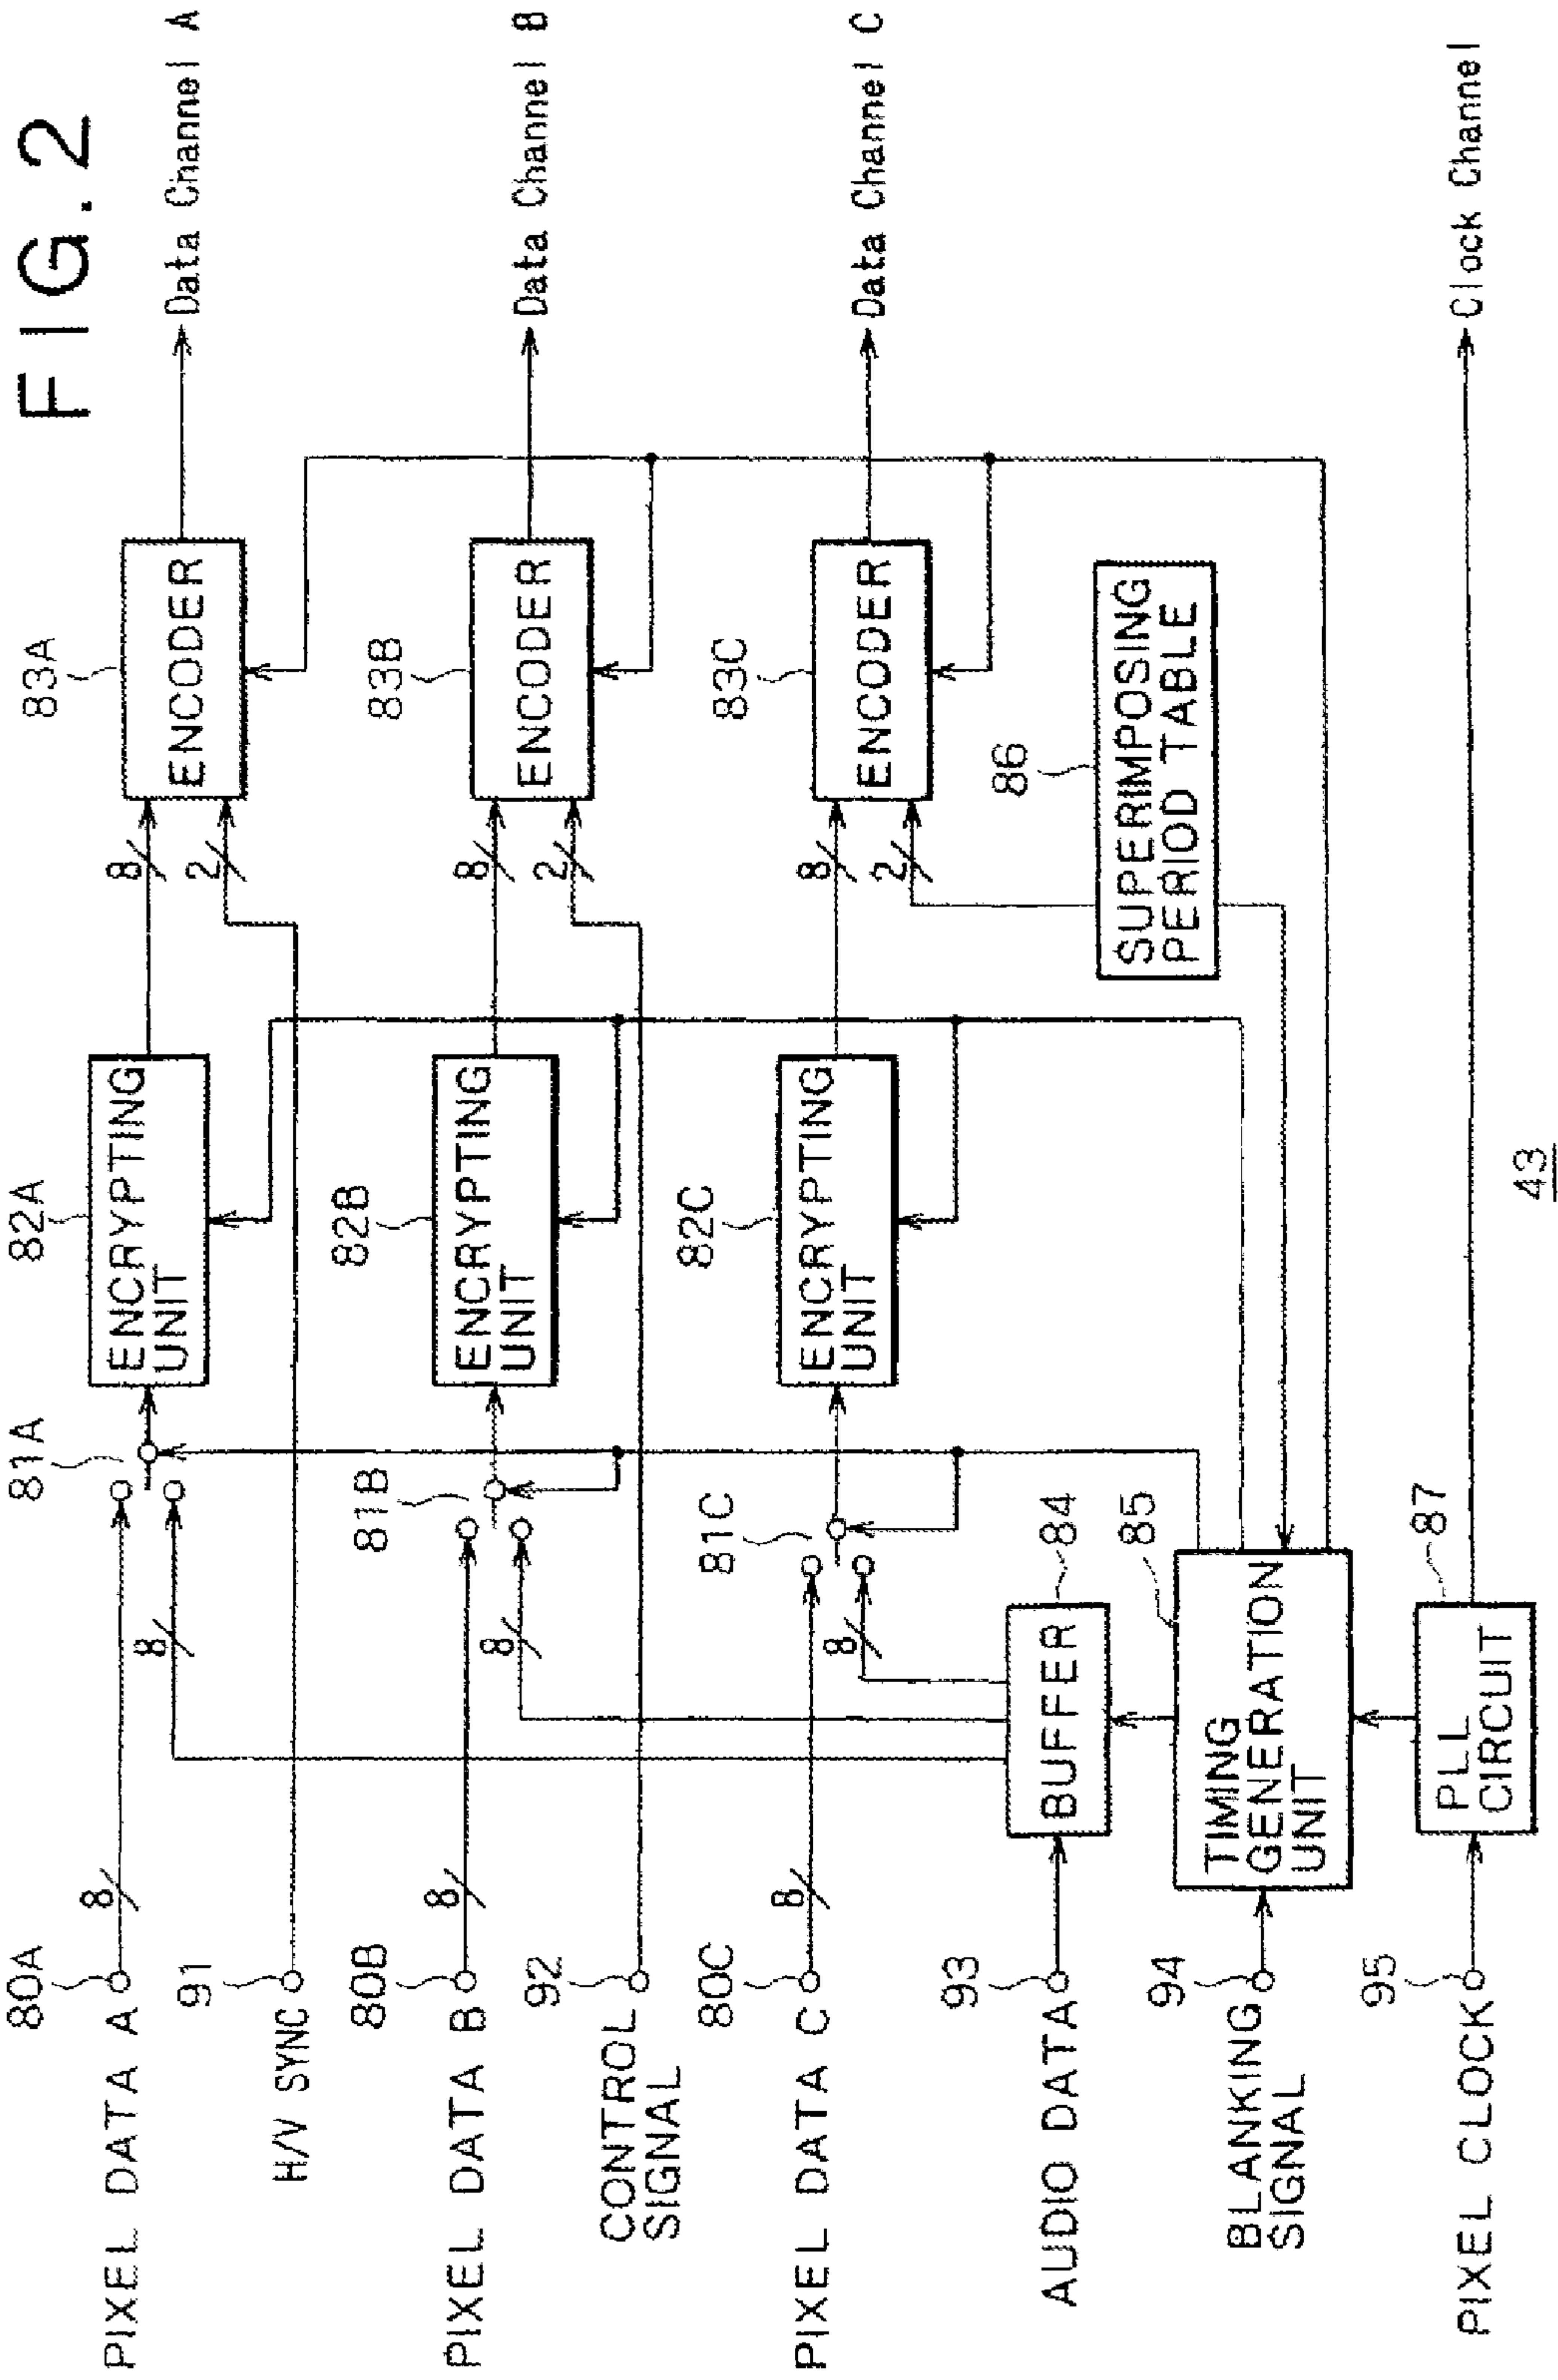 FIG.2
80A
PIXEL DATA A
8
81A
8
82A
ENCRYPTING
UNIT
8
2
83A
ENCODER
Data Channel A
91
H/V SYNC
80B
PIXEL DATA B
8
81B
8
82B
ENCRYPTING
UNIT
8
2
83B
ENCODER
Data Channel B
92
CONTROL
SIGNAL
80C
PIXEL DATA C
8
81C
8
82C
ENCRYPTING
UNIT
8
2
83C
ENCODER
Data Channel C
93
AUDIO DATA
BUFFER
84
86
SUPERIMPOSING
PERIOD TABLE
94
BLANKING
SIGNAL
85
TIMING
GENERATION
UNIT
95
PIXEL CLOCK
87
PLL
CIRCUIT
Clock Channel
43